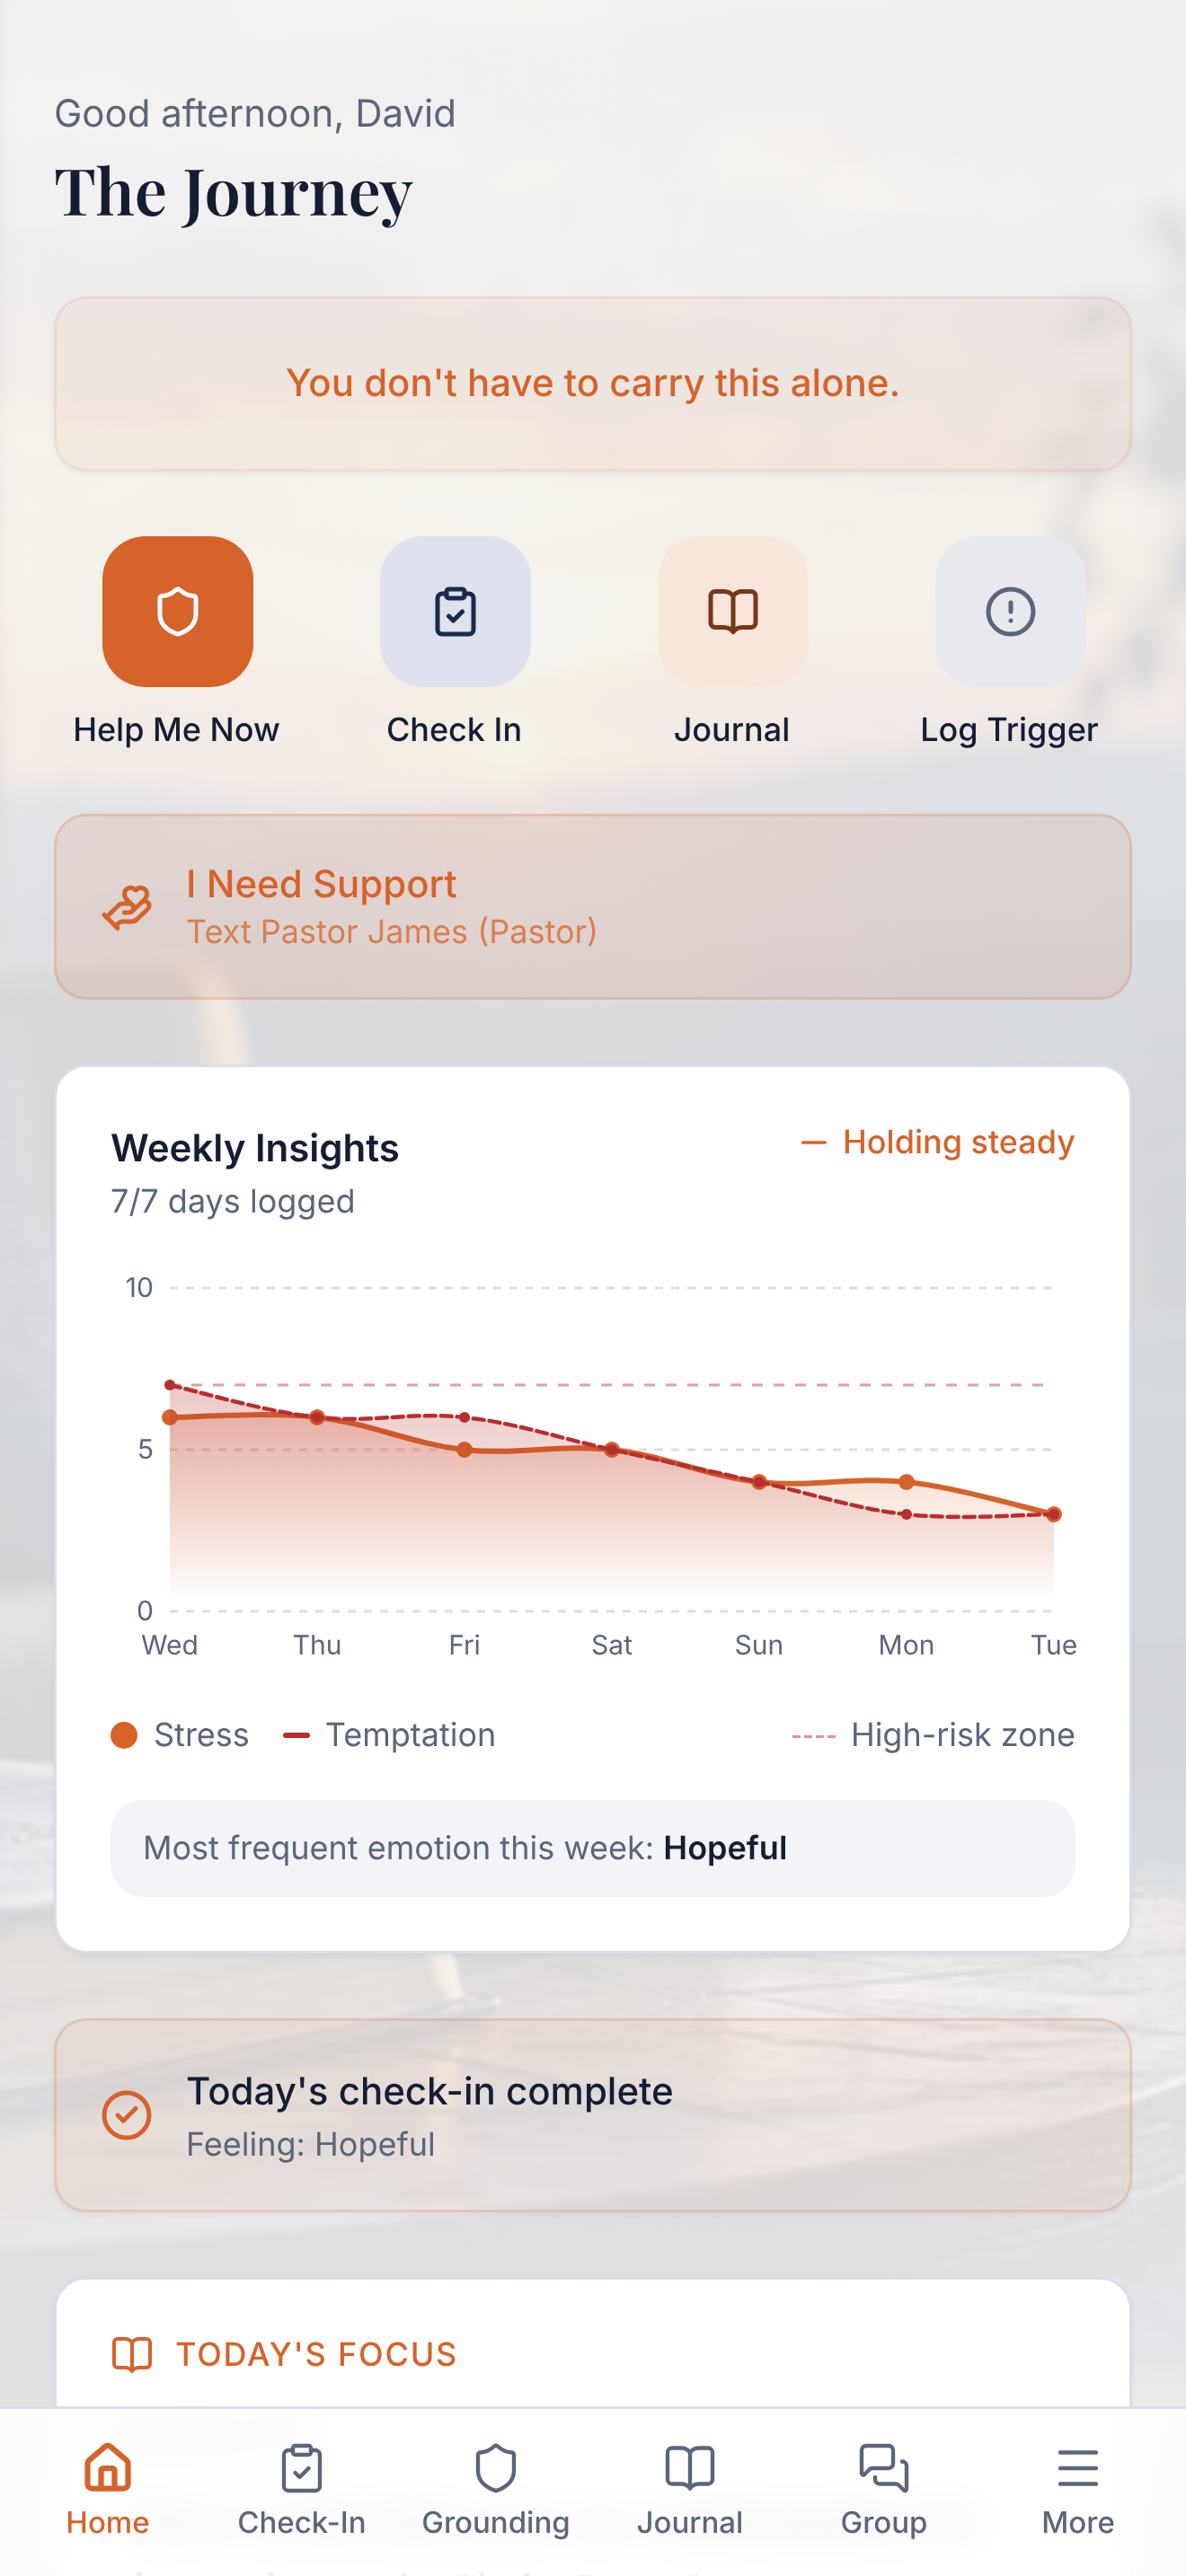 Good afternoon, David
The Journey
You don't have to carry this alone.
Help Me Now
Check In
Journal
Log Trigger
I Need Support
Text Pastor James (Pastor)
Weekly Insights
Holding steady
7/7 days logged
10
5
0
Wed
Thu
Fri
Sat
Sun
Mon
Tue
Stress
Temptation
High-risk zone
Most frequent emotion this week: Hopeful
Today's check-in complete
Feeling: Hopeful
TODAY'S FOCUS
Home
Check-In
Grounding
Journal
Group
More